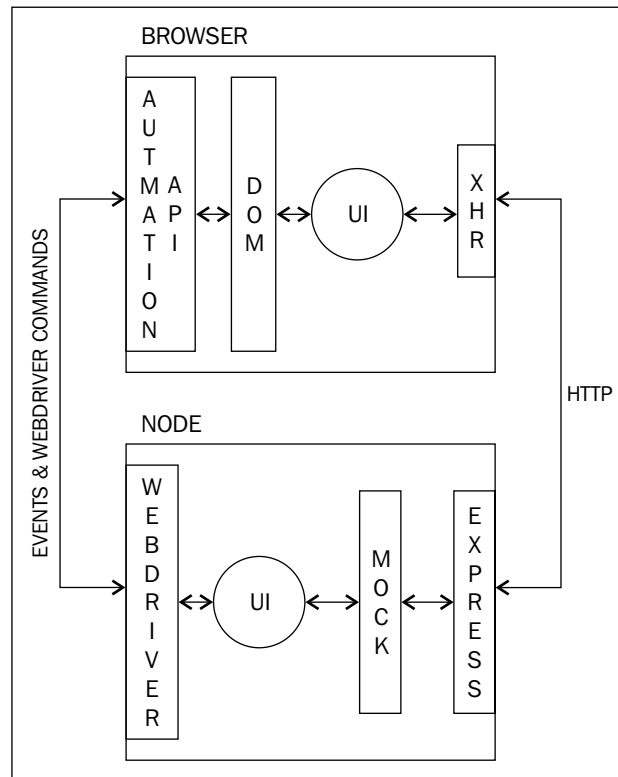 BROWSER
AUTMATION
API
DOM
UI
XHR
EVENTS & WEBDRIVER COMMANDS
HTTP
NODE
WEBDRIVER
UI
MOCK
EXPRESS